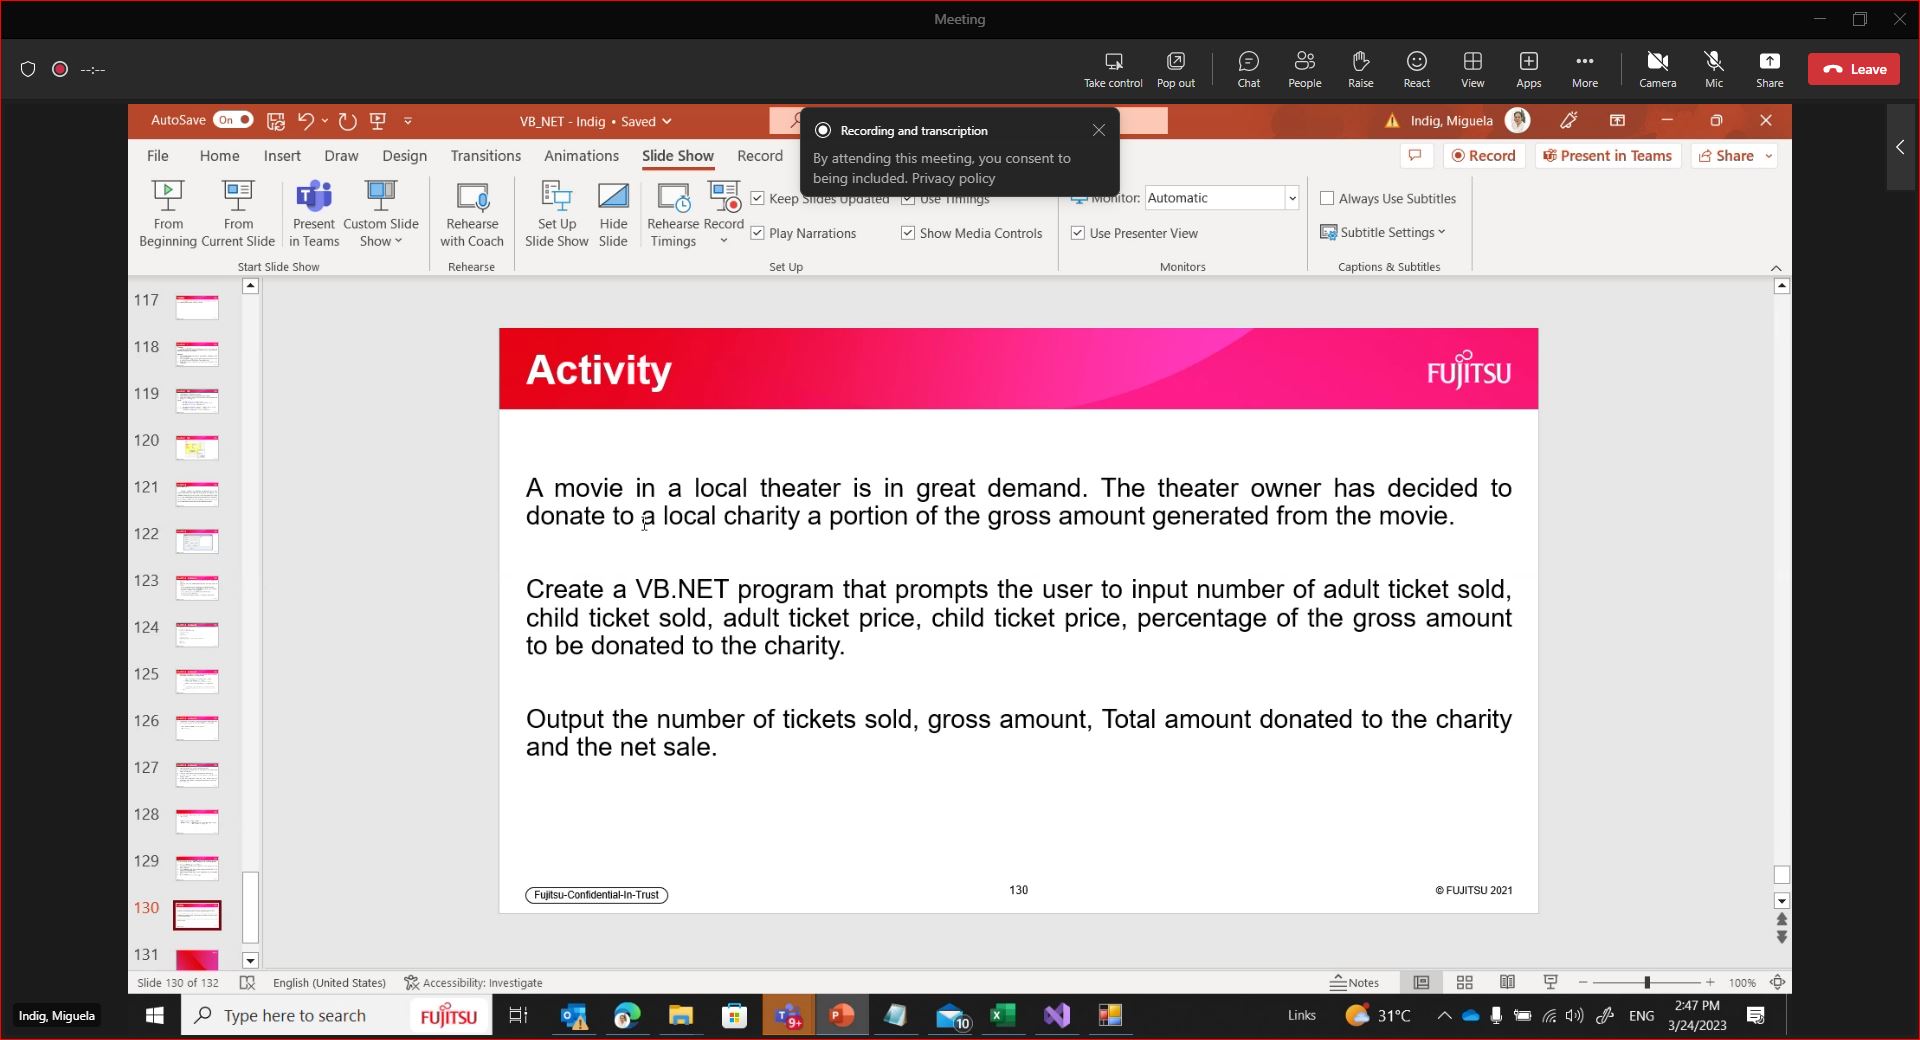 Meeting
--:--
Take control
Pop out
Chat
People
Raise
React
View
Apps
More
Camera
Mic
Share
Leave
AutoSave On
VB_NET - Indig • Saved
Indig, Miguela
Recording and transcription
By attending this meeting, you consent to
being included. Privacy policy
File Home Insert Draw Design Transitions Animations Slide Show Record
Record Present in Teams Share
From
Beginning
From
Current Slide
Present
in Teams
Custom Slide
Show
Start Slide Show
Rehearse
with Coach
Rehearse
Set Up
Slide Show
Hide
Slide
Rehearse
Timings
Record
Keep Slides Updated
Use Timings
Play Narrations
Show Media Controls
Set Up
Monitor: Automatic
Use Presenter View
Monitors
Always Use Subtitles
Subtitle Settings
Captions & Subtitles
117
118
119
120
121
122
123
124
125
126
127
128
129
130
131
Activity
FUJITSU
A movie in a local theater is in great demand. The theater owner has decided to
donate to a local charity a portion of the gross amount generated from the movie.
Create a VB.NET program that prompts the user to input number of adult ticket sold,
child ticket sold, adult ticket price, child ticket price, percentage of the gross amount
to be donated to the charity.
Output the number of tickets sold, gross amount, Total amount donated to the charity
and the net sale.
Fujitsu-Confidential-In-Trust
130
© FUJITSU 2021
Slide 130 of 132
English (United States)
Accessibility: Investigate
Notes
100%
Indig, Miguela
Type here to search
FUJITSU
9+
10
Links
31°C
ENG
2:47 PM
3/24/2023